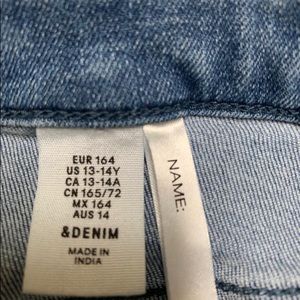 EUR 164
US 13-14Y
CA 13-14A
CN 165/72
MX 164
AUS 14
&DENIM
MADE IN
INDIA
NAME: